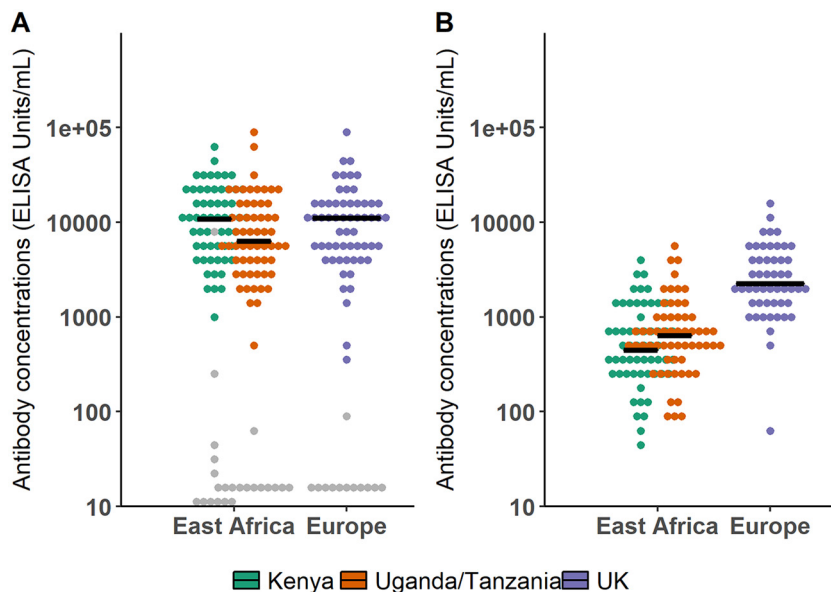 A
Antibody concentrations (ELISA Units/mL)
1e+05
10000
1000
100
10
East Africa Europe
B
Antibody concentrations (ELISA Units/mL)
1e+05
10000
1000
100
10
East Africa Europe
Kenya Uganda/Tanzania UK